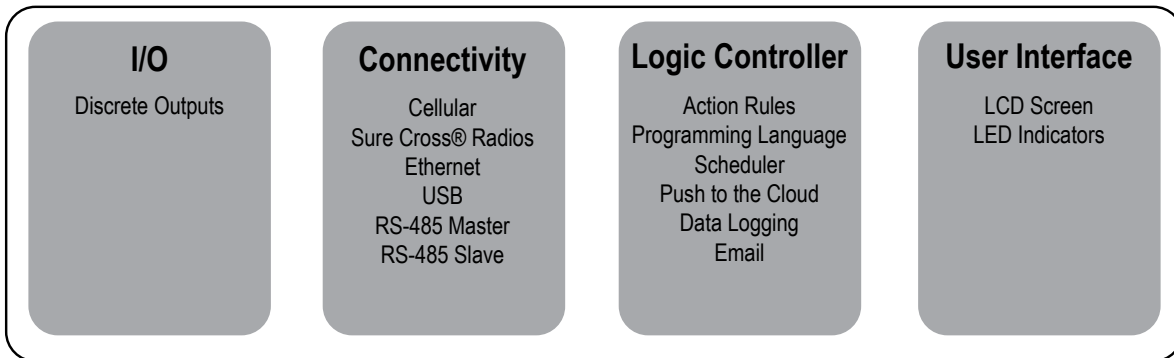 I/O
Discrete Outputs
Connectivity
Cellular
Sure Cross® Radios
Ethernet
USB
RS-485 Master
RS-485 Slave
Logic Controller
Action Rules
Programming Language
Scheduler
Push to the Cloud
Data Logging
Email
User Interface
LCD Screen
LED Indicators